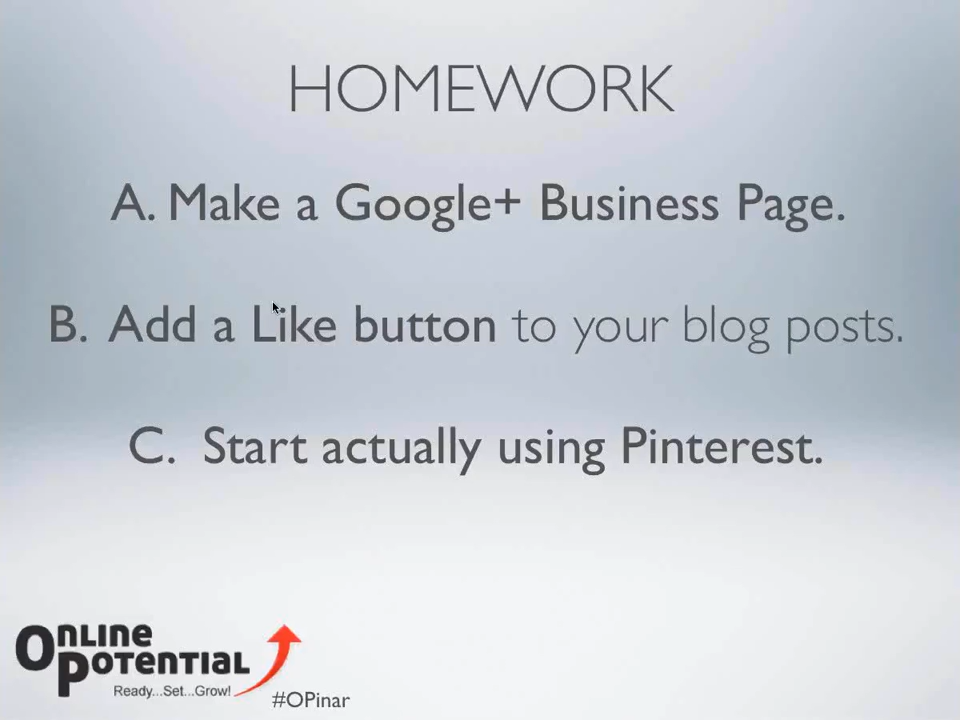 HOMEWORK
A. Make a Google+ Business Page.
B. Add a Like button to your blog posts.
C. Start actually using Pinterest.
ONLINE
POTENTIAL
Ready...Set...Grow!
#OPinar